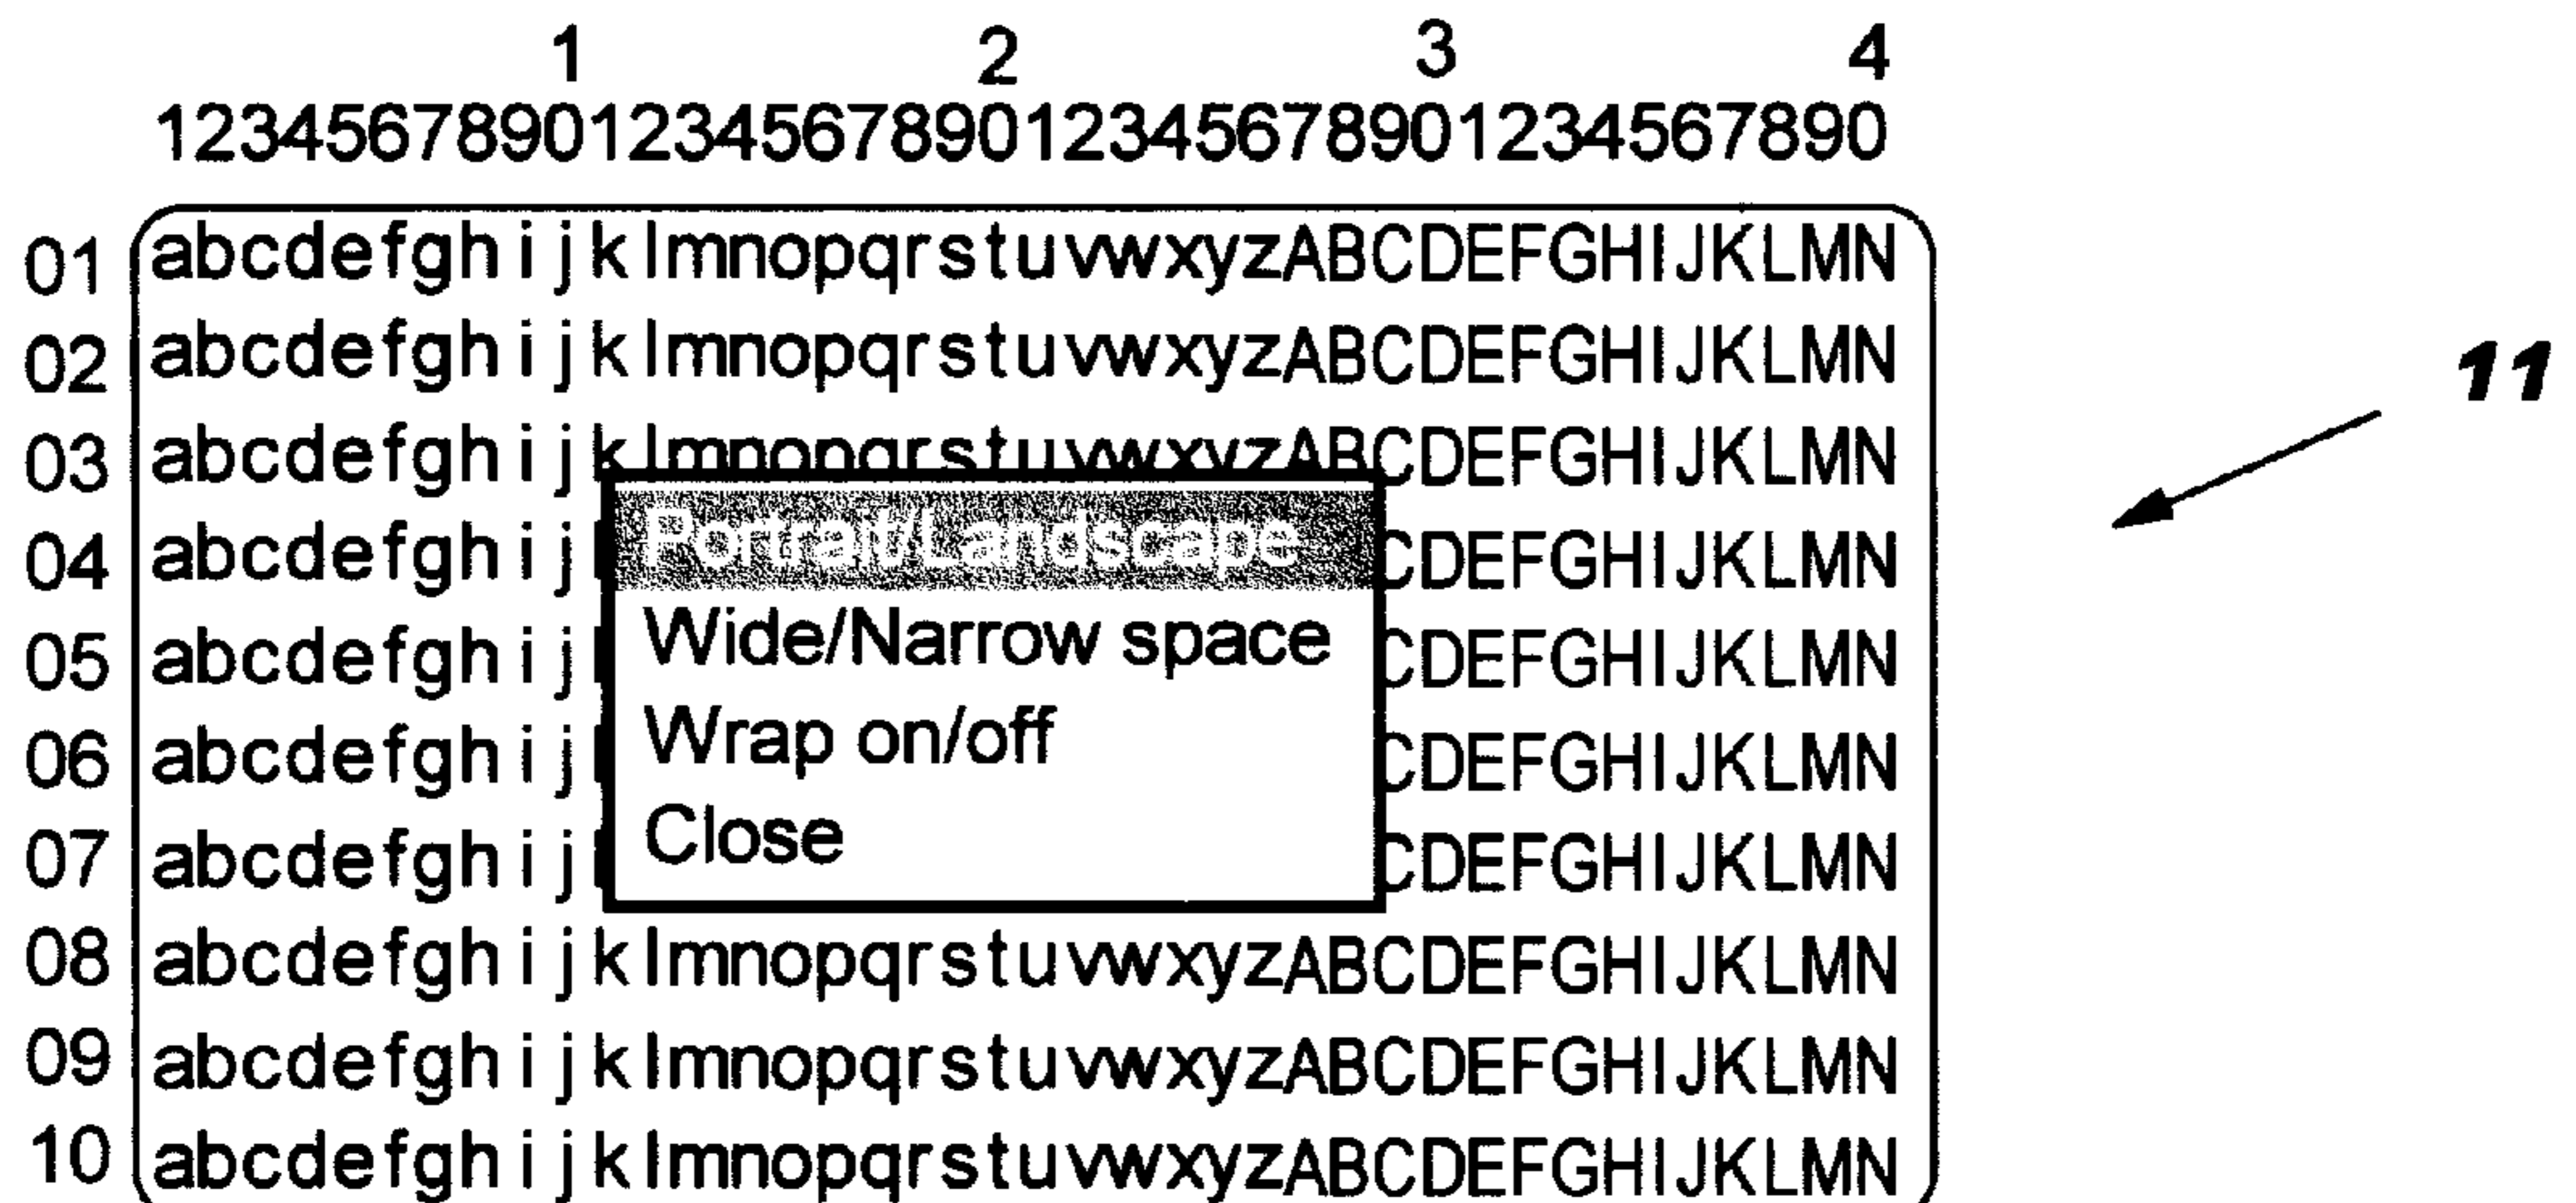 1 2 3 4
1234567890123456789012345678901234567890
01 abcdefghijklmnopqrstuvwxyzABCDEFGHIJKLMN
02 abcdefghijklmnopqrstuvwxyzABCDEFGHIJKLMN
11
03 abcdefghijklmnopqrstuvwxyzABCDEFGHIJKLMN
04 abcdefghij Portrait/Landscape CDEFGHIJKLMN
05 abcdefghij Wide/Narrow space CDEFGHIJKLMN
06 abcdefghij Wrap on/off CDEFGHIJKLMN
07 abcdefghij Close CDEFGHIJKLMN
08 abcdefghijklmnopqrstuvwxyzABCDEFGHIJKLMN
09 abcdefghijklmnopqrstuvwxyzABCDEFGHIJKLMN
10 abcdefghijklmnopqrstuvwxyzABCDEFGHIJKLMN